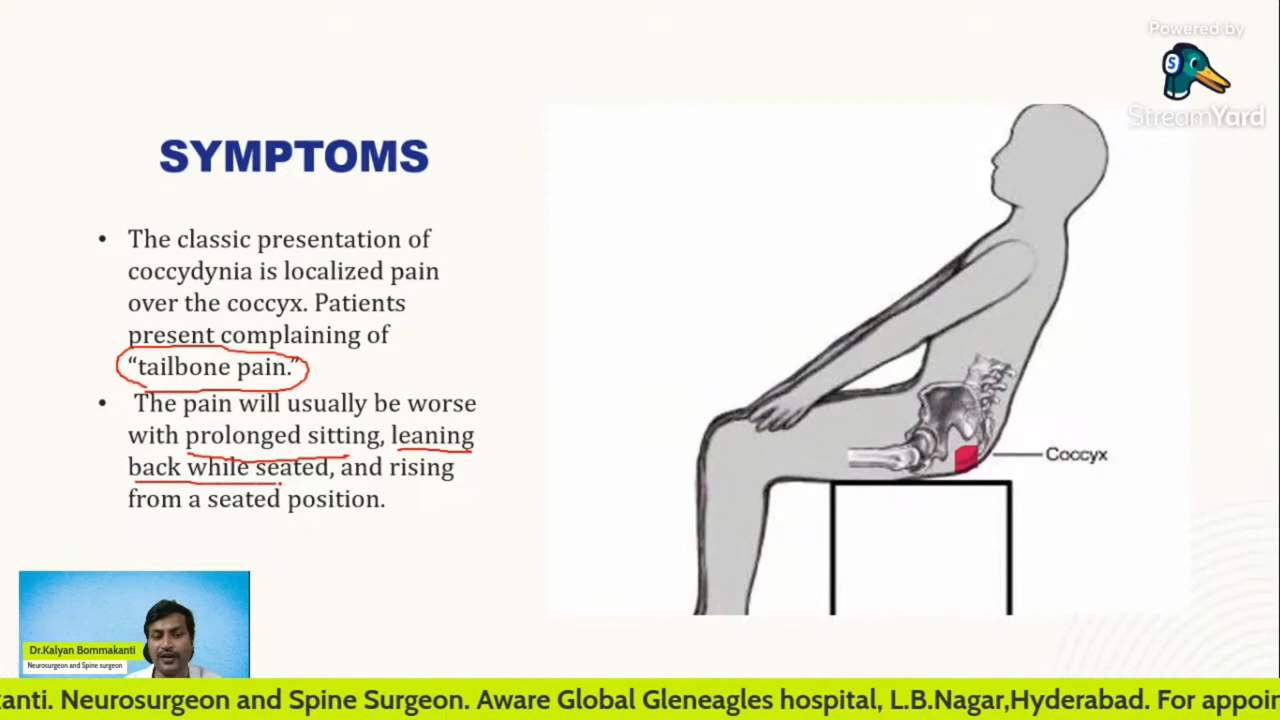 Powered by
StreamYard
SYMPTOMS
• The classic presentation of
coccydynia is localized pain
over the coccyx. Patients
present complaining of
“tailbone pain.”
• The pain will usually be worse
with prolonged sitting, leaning
back while seated, and rising
from a seated position.
Coccyx
Dr.Kalyan Bommakanti
Neurosurgeon and Spine surgeon
kanti. Neurosurgeon and Spine Surgeon. Aware Global Gleneagles hospital, L.B.Nagar,Hyderabad. For appoin